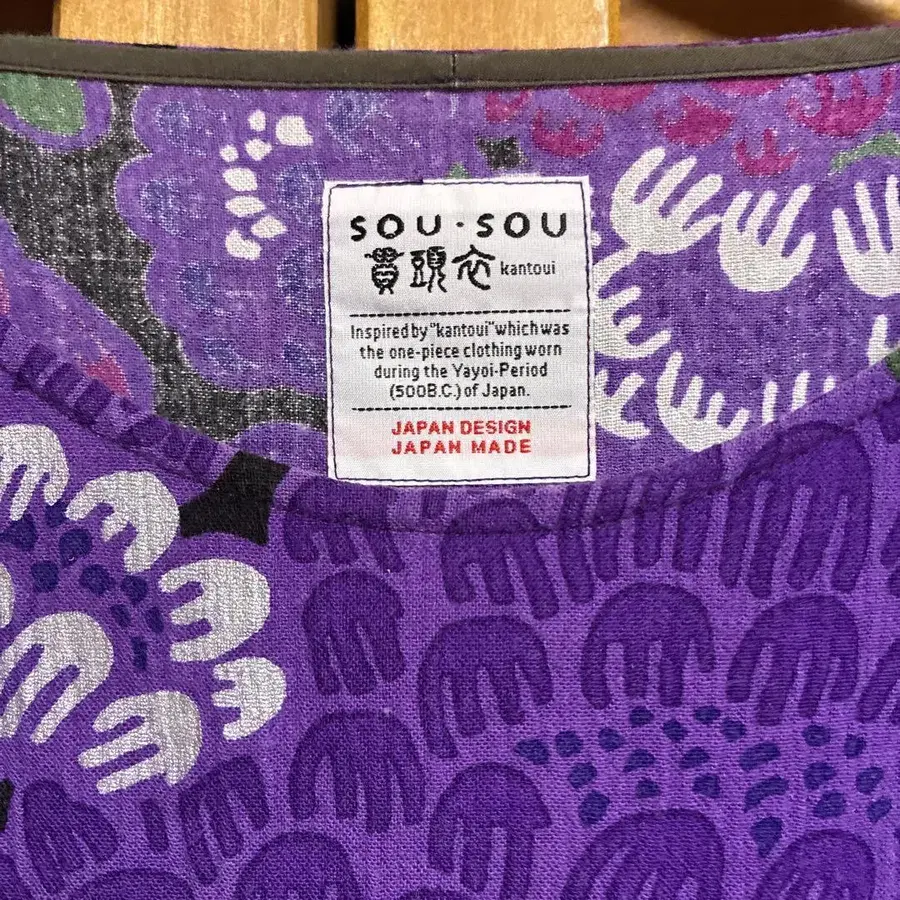 SOU・SOU
貫頭衣 kantoui
Inspired by "kantoui" which was
the one-piece clothing worn
during the Yayoi-Period
(500B.C.) of Japan.
JAPAN DESIGN
JAPAN MADE